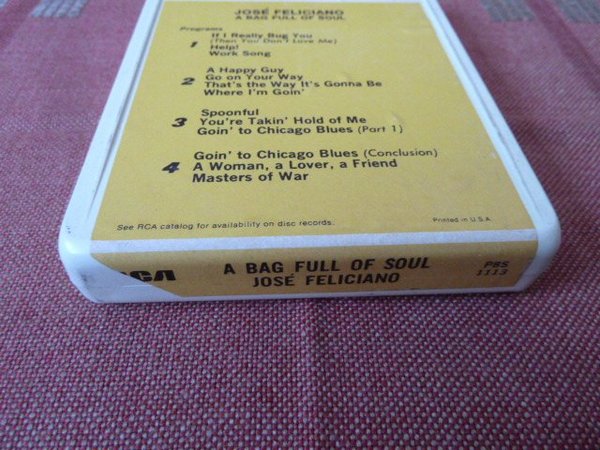 JOSÉ FELICIANO
A BAG FULL OF SOUL
Programs
1 If I Really Bug You
(Then You Don't Love Me)
Help!
Work Song
2 A Happy Guy
Go on Your Way
That's the Way It's Gonna Be
Where I'm Goin'
3 Spoonful
You're Takin' Hold of Me
Goin' to Chicago Blues (Part 1)
4 Goin' to Chicago Blues (Conclusion)
A Woman, a Lover, a Friend
Masters of War
See RCA catalog for availability on disc records.
Printed in U.S.A.
RCA
A BAG FULL OF SOUL
JOSÉ FELICIANO
P8S
1113